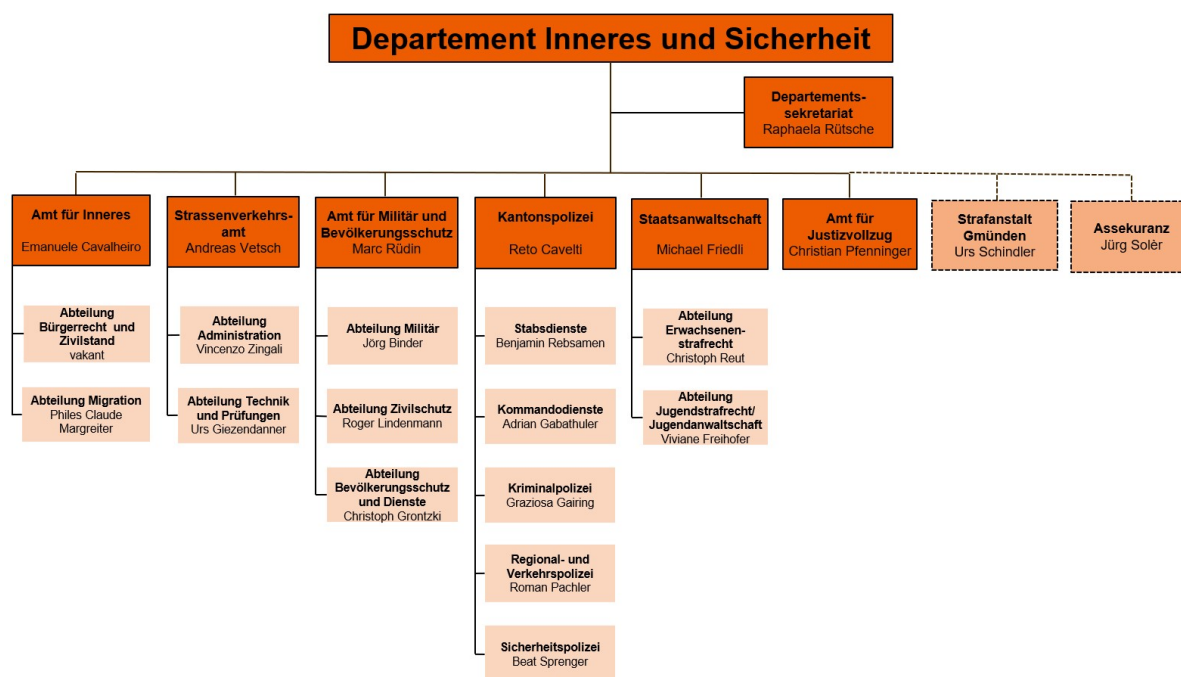 Departement Inneres und Sicherheit
Departements-
sekretariat
Raphaela Rütsche
Amt für Inneres
Emanuele Cavalheiro
Strassenverkehrs-
amt
Andreas Vetsch
Amt für Militär und
Bevölkerungsschutz
Marc Rüdin
Kantonspolizei
Reto Cavelti
Staatsanwaltschaft
Michael Friedli
Amt für
Justizvollzug
Christian Pfenninger
Strafanstalt
Gmünden
Urs Schindler
Assekuranz
Jürg Solèr
Abteilung
Bürgerrecht und
Zivilstand
vakant
Abteilung Migration
Philes Claude
Margreiter
Abteilung
Administration
Vincenzo Zingali
Abteilung Technik
und Prüfungen
Urs Giezendanner
Abteilung Militär
Jörg Binder
Abteilung Zivilschutz
Roger Lindenmann
Abteilung
Bevölkerungsschutz
und Dienste
Christoph Grontzki
Stabsdienste
Benjamin Rebsamen
Kommandodienste
Adrian Gabathuler
Kriminalpolizei
Graziosa Gairing
Regional- und
Verkehrspolizei
Roman Pachler
Sicherheitspolizei
Beat Sprenger
Abteilung
Erwachsenen-
strafrecht
Christoph Reut
Abteilung
Jugendstrafrecht/
Jugendanwaltschaft
Viviane Freihofer